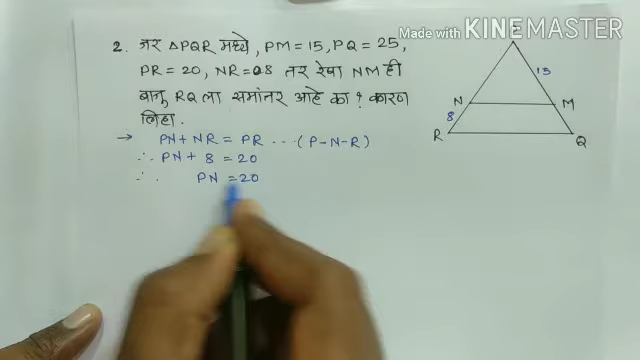 Made with KINEMASTER
2. जर △PQR मध्ये, PM = 15, PQ = 25,
PR = 20, NR = 8 तर रेषा NM ही
बाजू RQ ला समांतर आहे का? कारण
लिहा.
→ PN + NR = PR --- (P-N-R)
∴ PN + 8 = 20
∴ PN = 20
15
N
M
8
R
Q